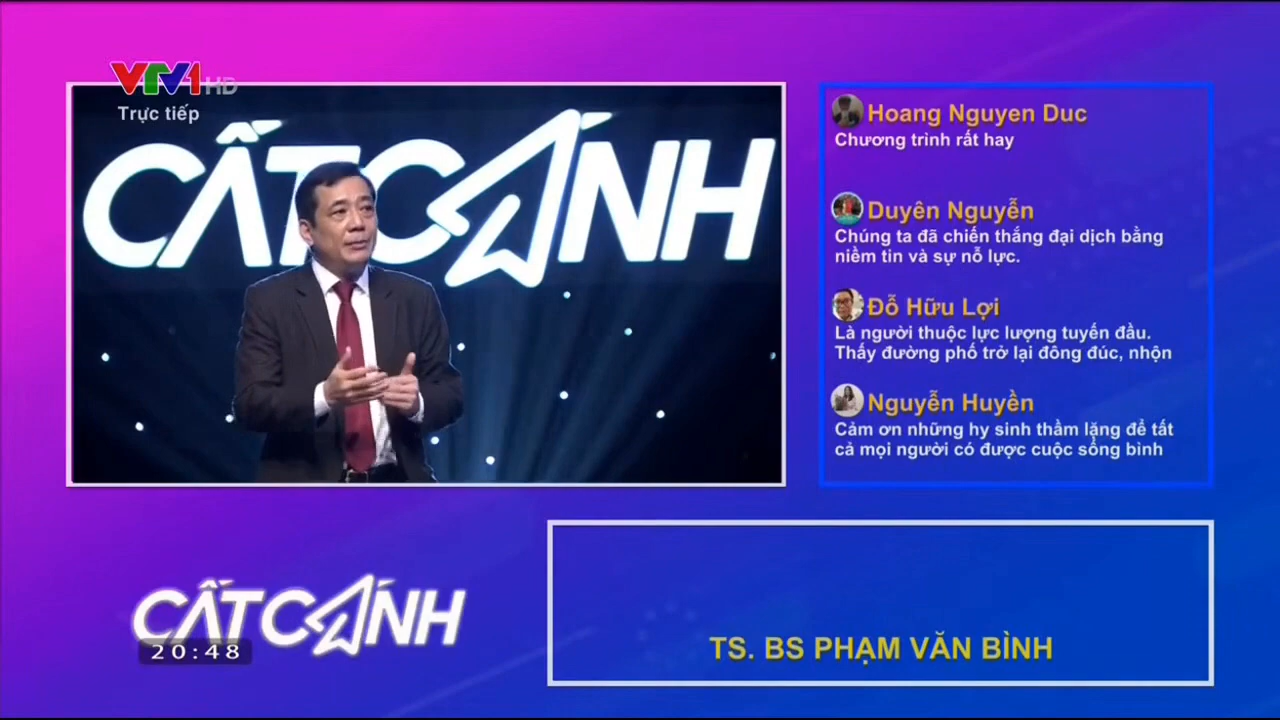 VTV1 HD
Trực tiếp
CẤT CÁNH
Hoang Nguyen Duc
Chương trình rất hay
Duyên Nguyễn
Chúng ta đã chiến thắng đại dịch bằng
niềm tin và sự nỗ lực.
Đỗ Hữu Lợi
Là người thuộc lực lượng tuyến đầu.
Thấy đường phố trở lại đông đúc, nhộn
Nguyễn Huyền
Cảm ơn những hy sinh thầm lặng để tất
cả mọi người có được cuộc sống bình
CẤT CÁNH
20:48
TS. BS PHẠM VĂN BÌNH